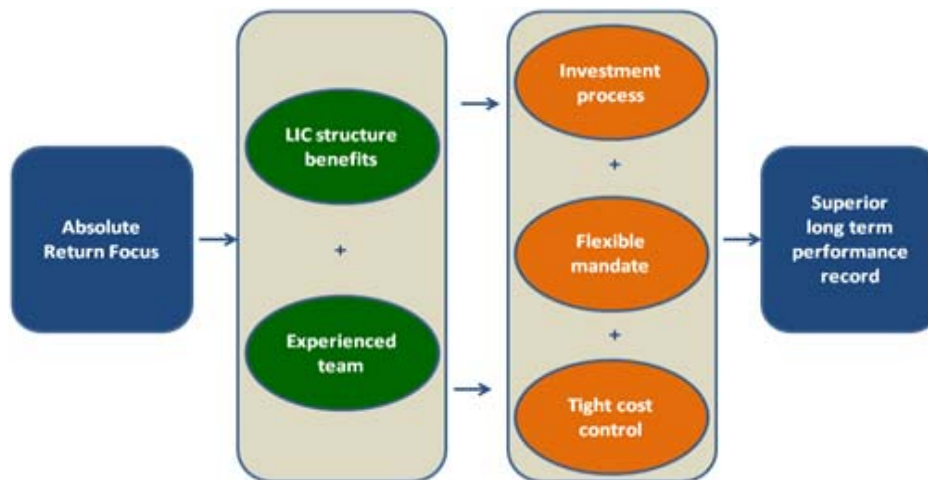 Absolute
Return Focus
LIC structure
benefits
+
Experienced
team
Investment
process
+
Flexible
mandate
+
Tight cost
control
Superior
long term
performance
record